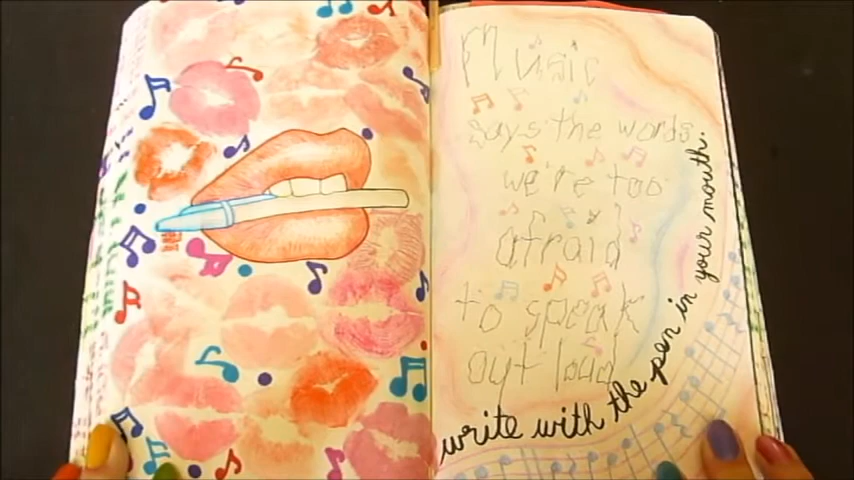 Music
says the words
we're too
afraid
to speak
out loud
write with the pen in your mouth.